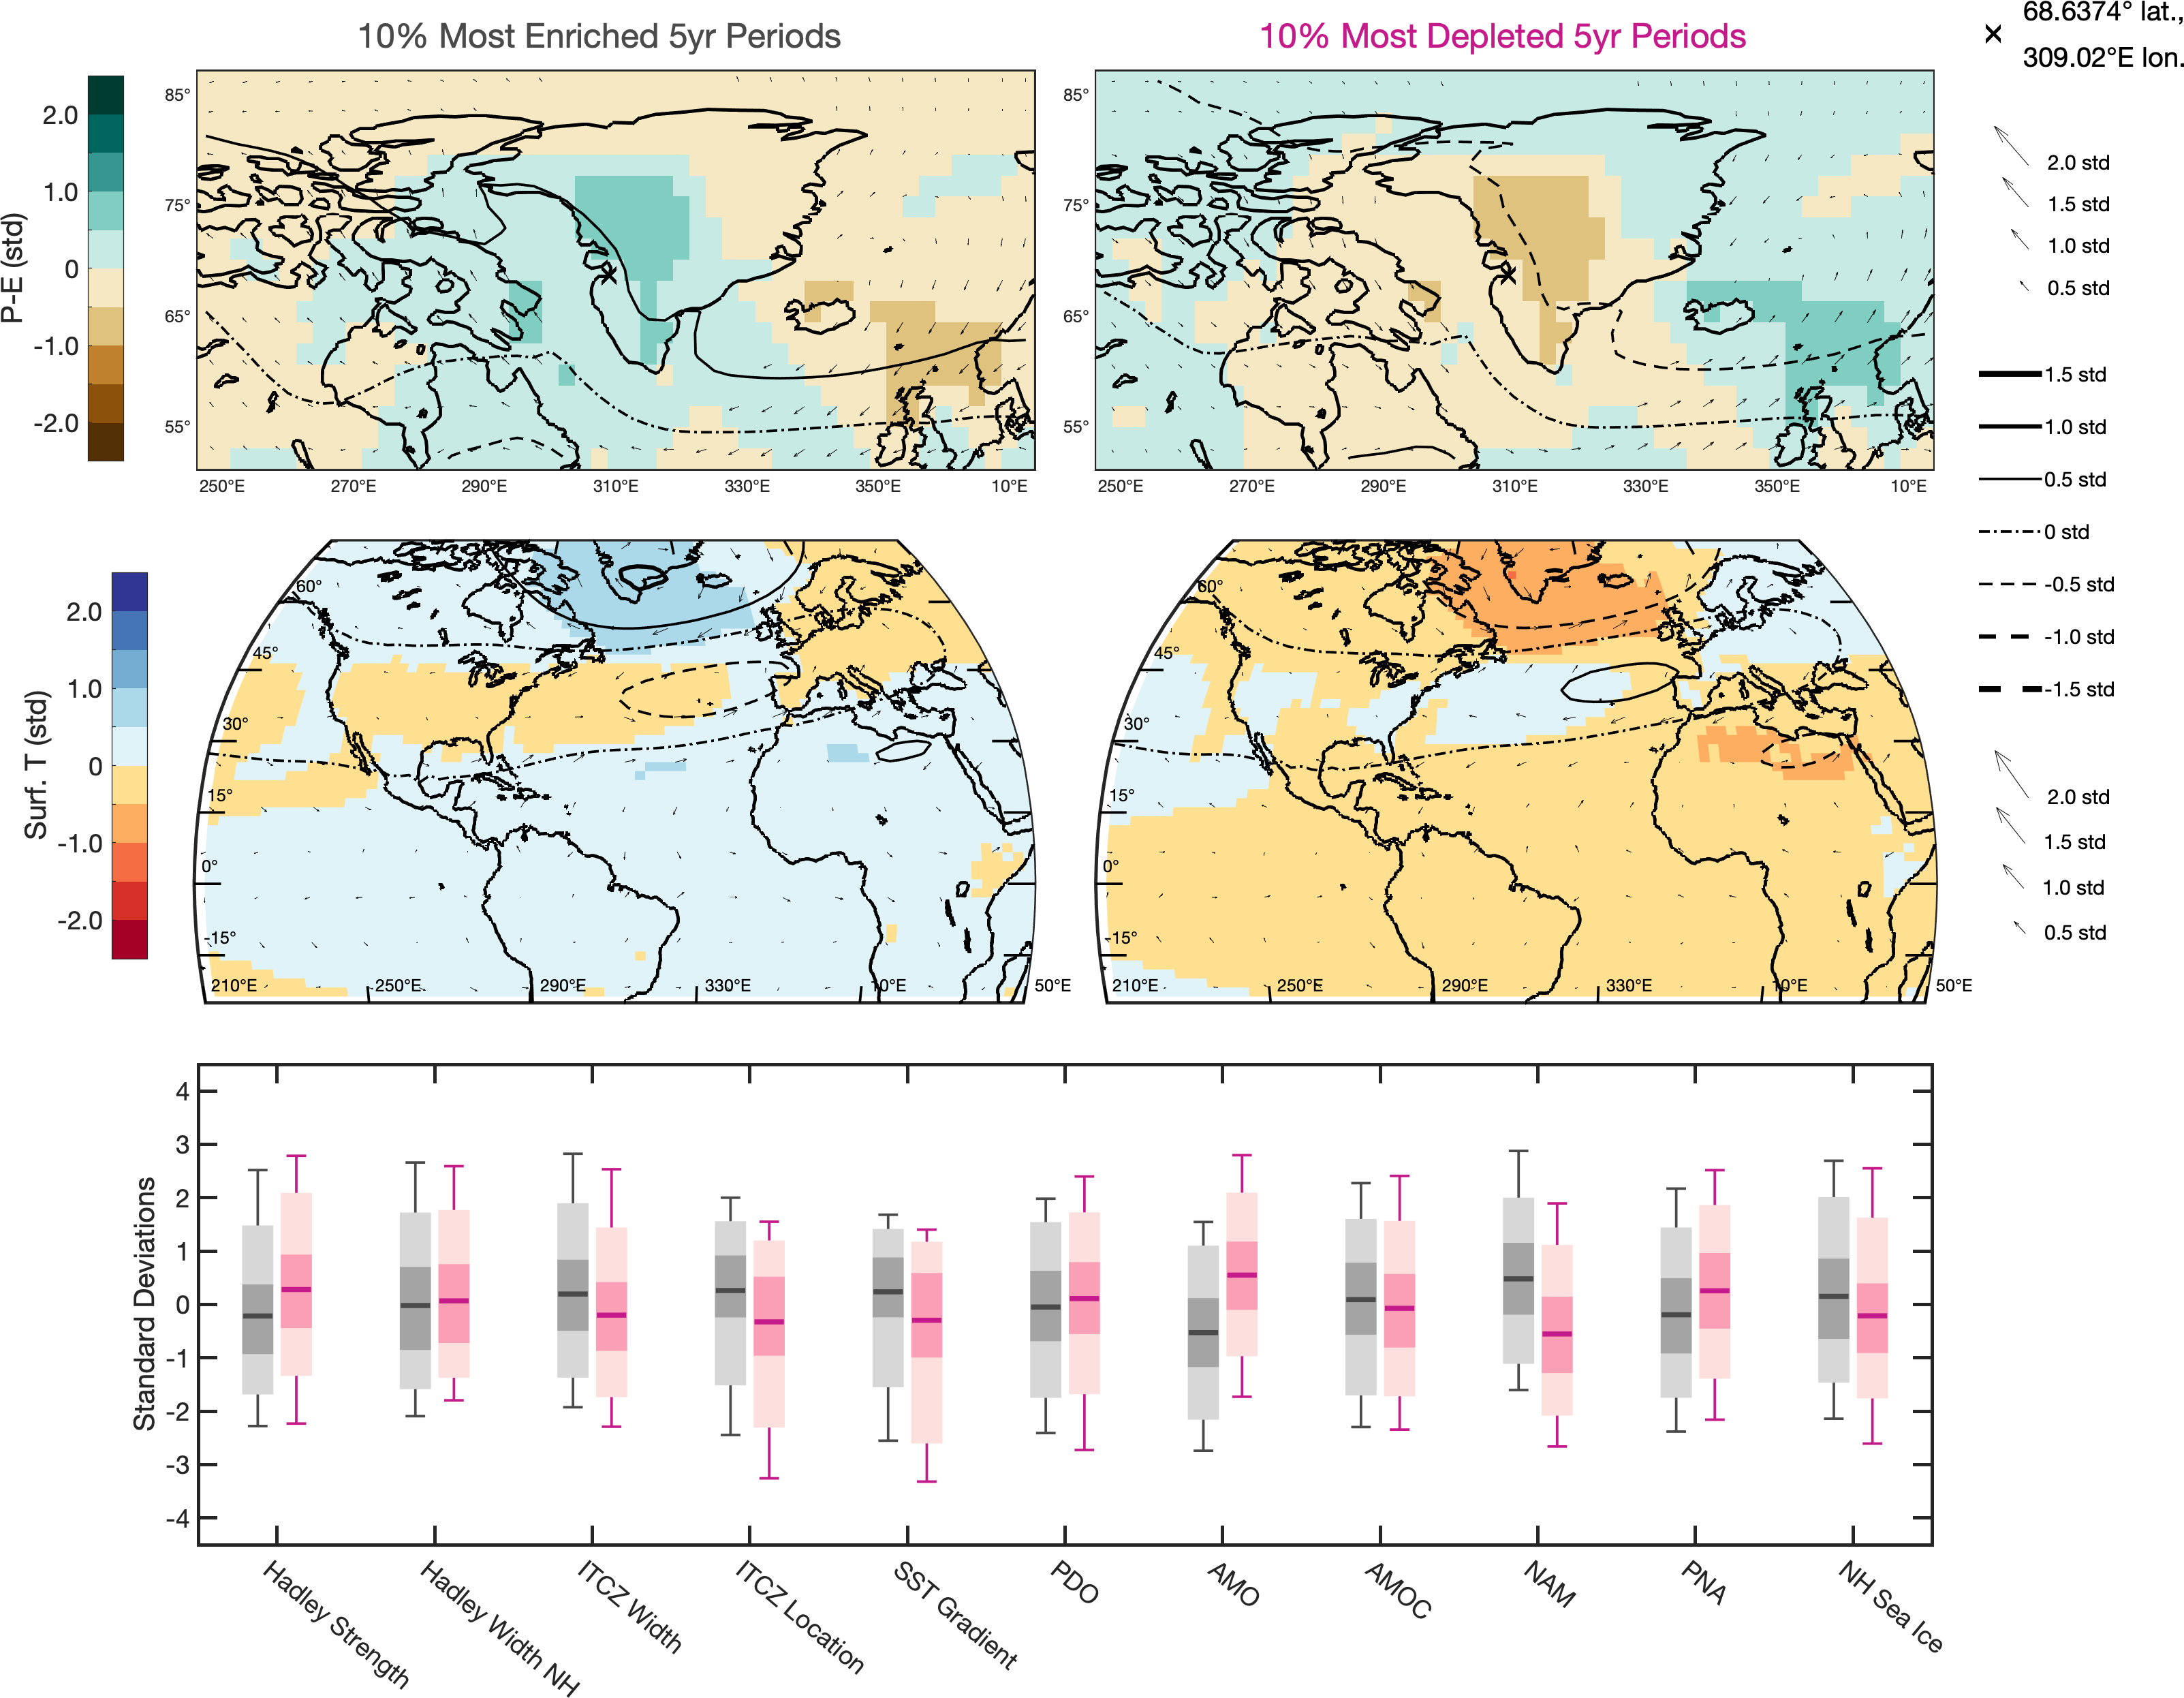 10% Most Enriched 5yr Periods
10% Most Depleted 5yr Periods
68.6374° lat.,
309.02°E lon.
P-E (std)
2.0
1.0
0
-1.0
-2.0
85°
75°
65°
55°
250°E 270°E 290°E 310°E 330°E 350°E 10°E
85°
75°
65°
55°
250°E 270°E 290°E 310°E 330°E 350°E 10°E
2.0 std
1.5 std
1.0 std
0.5 std
1.5 std
1.0 std
0.5 std
0 std
-0.5 std
-1.0 std
-1.5 std
Surf. T (std)
2.0
1.0
0
-1.0
-2.0
60°
45°
30°
15°
0°
-15°
210°E 250°E 290°E 330°E 10°E 50°E
60°
45°
30°
15°
0°
-15°
210°E 250°E 290°E 330°E 10°E 50°E
2.0 std
1.5 std
1.0 std
0.5 std
Standard Deviations
4
3
2
1
0
-1
-2
-3
-4
Hadley Strength
Hadley Width NH
ITCZ Width
ITCZ Location
SST Gradient
PDO
AMO
AMOC
NAM
PNA
NH Sea Ice